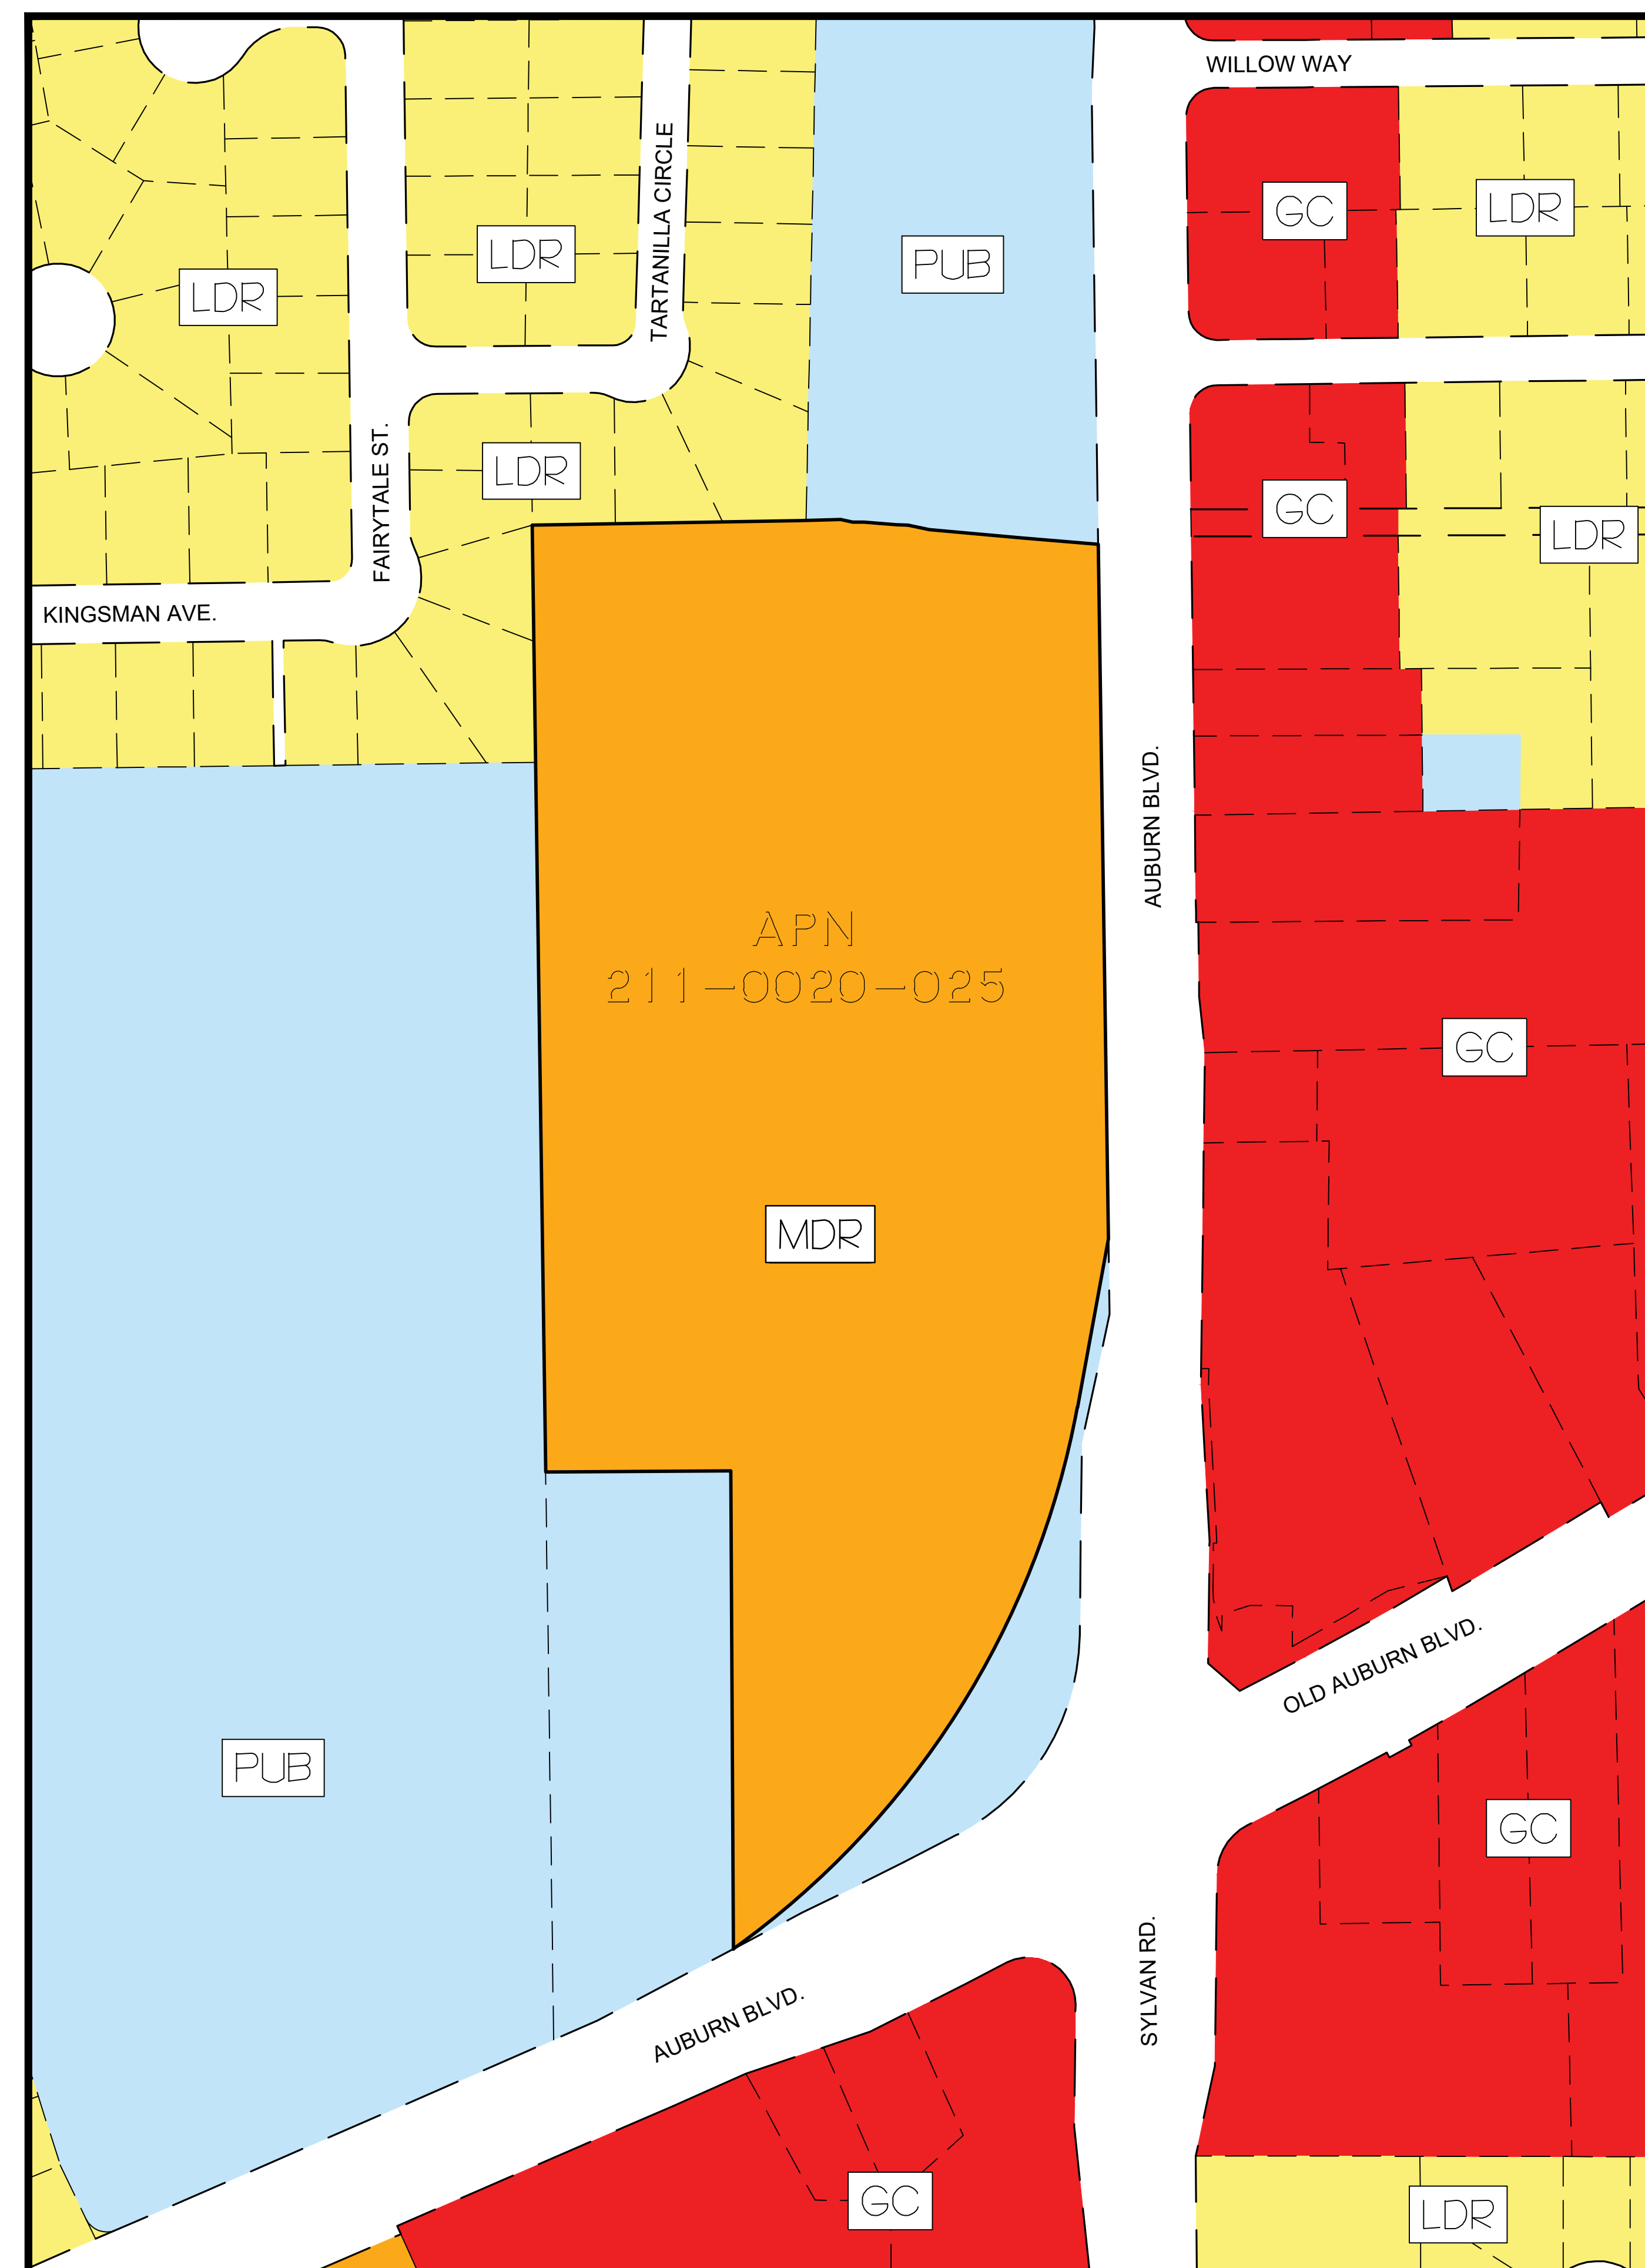 WILLOW WAY
GC
LDR
TARTANILLA CIRCLE
LDR
PUB
LDR
FAIRYTALE ST.
LDR
GC
LDR
KINGSMAN AVE.
AUBURN BLVD.
APN
211-0020-025
GC
MDR
OLD AUBURN BLVD.
PUB
GC
SYLVAN RD.
AUBURN BLVD.
GC
LDR